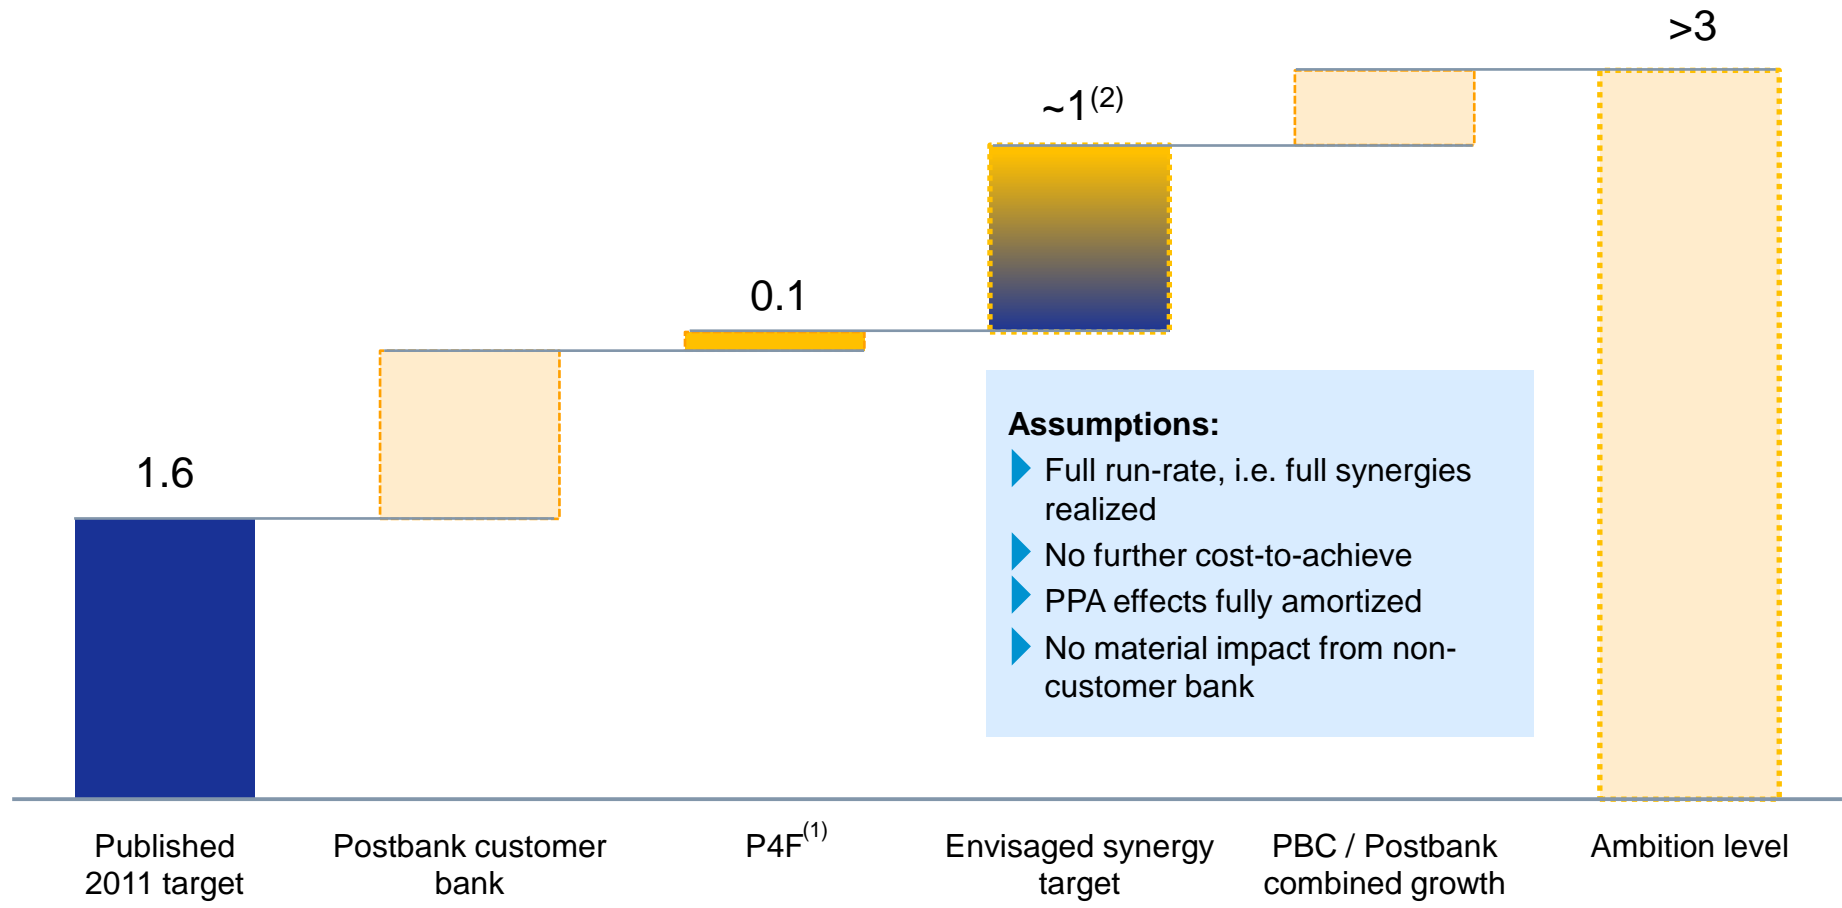 >3
~1(2)
0.1
1.6
Assumptions:
Full run-rate, i.e. full synergies
realized
No further cost-to-achieve
PPA effects fully amortized
No material impact from non-
customer bank
Published
2011 target
Postbank customer
bank
P4F(1)
Envisaged synergy
target
PBC / Postbank
combined growth
Ambition level